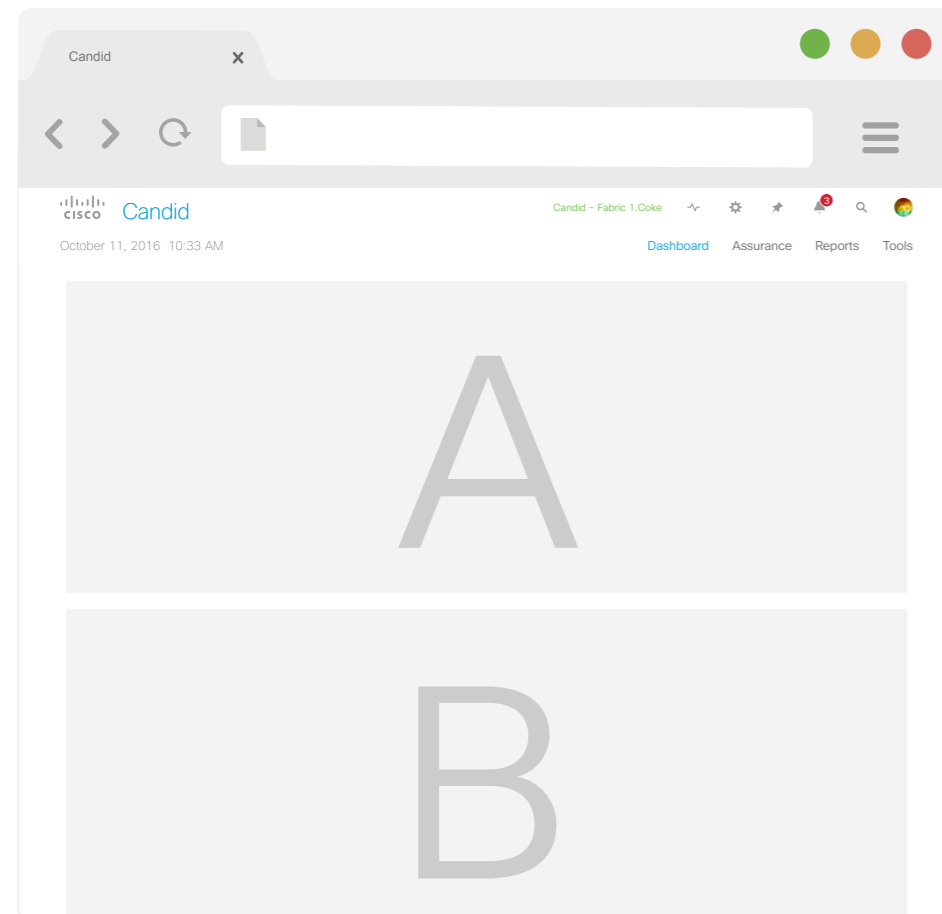 Candid
cisco Candid
Candid - Fabric 1.Coke
3
October 11, 2016 10:33 AM
Dashboard Assurance Reports Tools
A
B